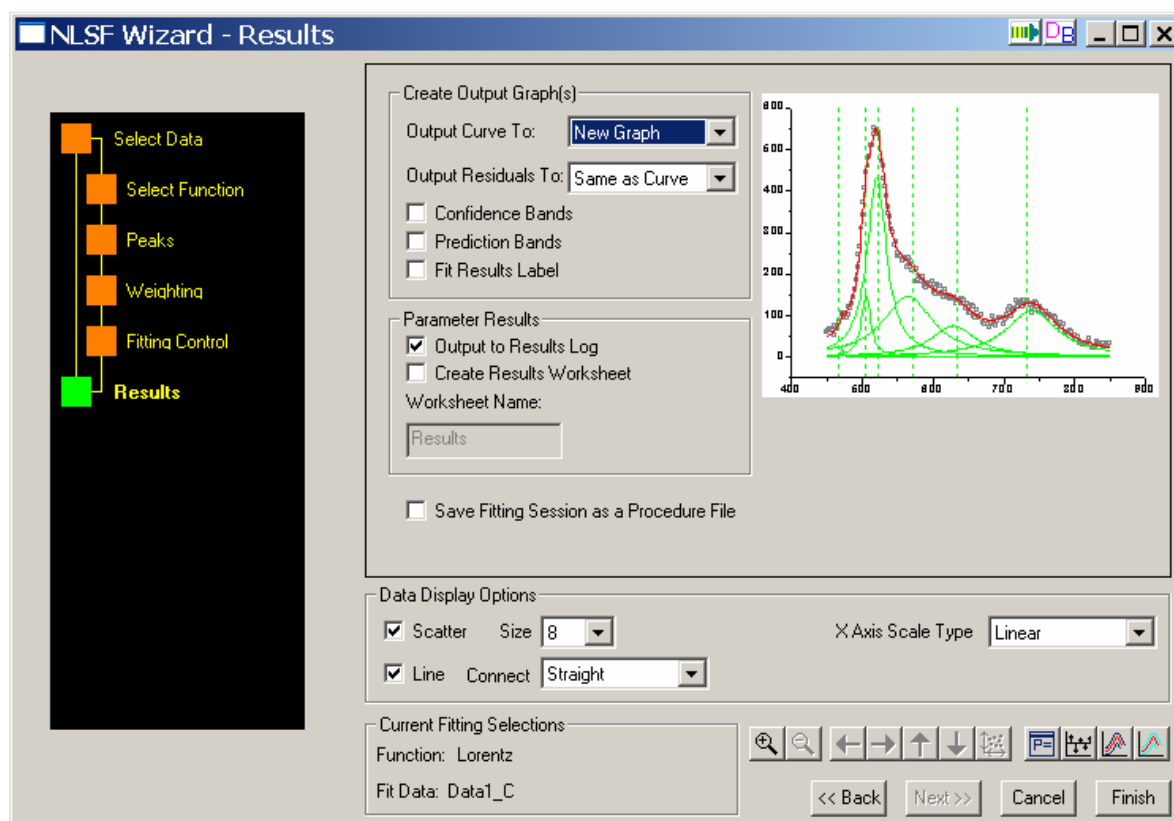 NLSF Wizard - Results
DB
Select Data
Select Function
Peaks
Weighting
Fitting Control
Results
Create Output Graph(s)
Output Curve To: New Graph
Output Residuals To: Same as Curve
Confidence Bands
Prediction Bands
Fit Results Label
Parameter Results
Output to Results Log
Create Results Worksheet
Worksheet Name:
Results
Save Fitting Session as a Procedure File
800
600
400
200
0
400 500 600 700 800 900
Data Display Options
Scatter Size 8 X Axis Scale Type Linear
Line Connect Straight
Current Fitting Selections
Function: Lorentz
Fit Data: Data1_C
P=
<< Back Next >> Cancel Finish